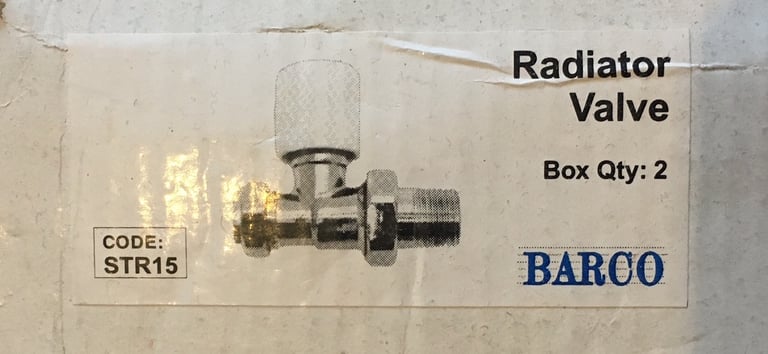 Radiator
Valve
Box Qty: 2
CODE:
STR15
BARCO